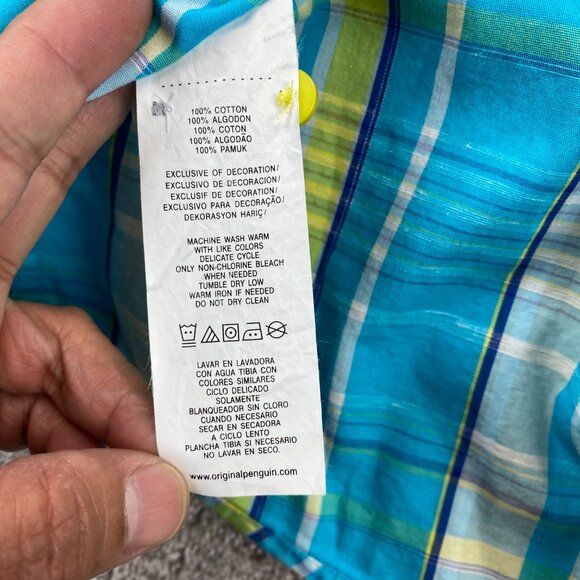 100% COTTON
100% ALGODON
100% COTON
100% ALGODÃO
100% PAMUK
EXCLUSIVE OF DECORATION/
EXCLUSIVO DE DECORACION/
EXCLUSIF DE DECORATION/
EXCLUSIVO PARA DECORAÇÃO/
DEKORASYON HARIÇ/
MACHINE WASH WARM
WITH LIKE COLORS
DELICATE CYCLE
ONLY NON-CHLORINE BLEACH
WHEN NEEDED
TUMBLE DRY LOW
WARM IRON IF NEEDED
DO NOT DRY CLEAN
LAVAR EN LAVADORA
CON AGUA TIBIA CON
COLORES SIMILARES
CICLO DELICADO
SOLAMENTE
BLANQUEADOR SIN CLORO
CUANDO NECESARIO
SECAR EN SECADORA
A CICLO LENTO
PLANCHA TIBIA SI NECESARIO
NO LAVAR EN SECO.
www.originalpenguin.com